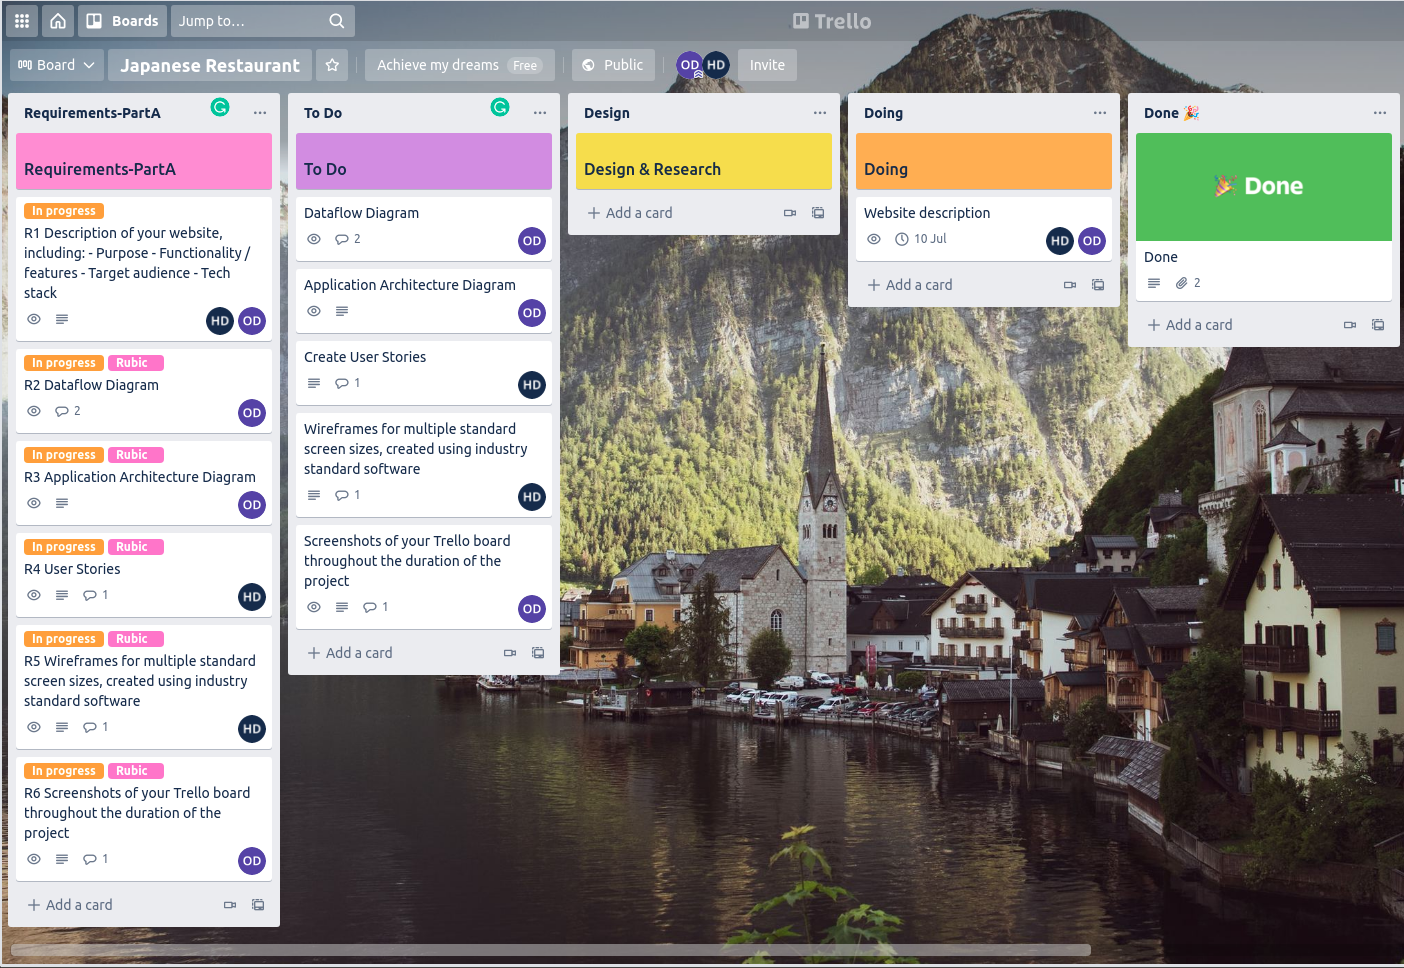 Boards
Jump to...
Trello
Board
Japanese Restaurant
Achieve my dreams Free
Public
OD HD
Invite
Requirements-PartA
Requirements-PartA
In progress
R1 Description of your website,
including: - Purpose - Functionality /
features - Target audience - Tech
stack
HD OD
In progress Rubic
R2 Dataflow Diagram
2
OD
In progress Rubic
R3 Application Architecture Diagram
OD
In progress Rubic
R4 User Stories
1
HD
In progress Rubic
R5 Wireframes for multiple standard
screen sizes, created using industry
standard software
1
HD
In progress Rubic
R6 Screenshots of your Trello board
throughout the duration of the
project
1
OD
+ Add a card
To Do
To Do
Dataflow Diagram
2
OD
Application Architecture Diagram
OD
Create User Stories
1
HD
Wireframes for multiple standard
screen sizes, created using industry
standard software
1
HD
Screenshots of your Trello board
throughout the duration of the
project
1
OD
+ Add a card
Design
Design & Research
+ Add a card
Doing
Doing
Website description
10 Jul
HD OD
+ Add a card
Done 🎉
🎉 Done
Done
2
+ Add a card